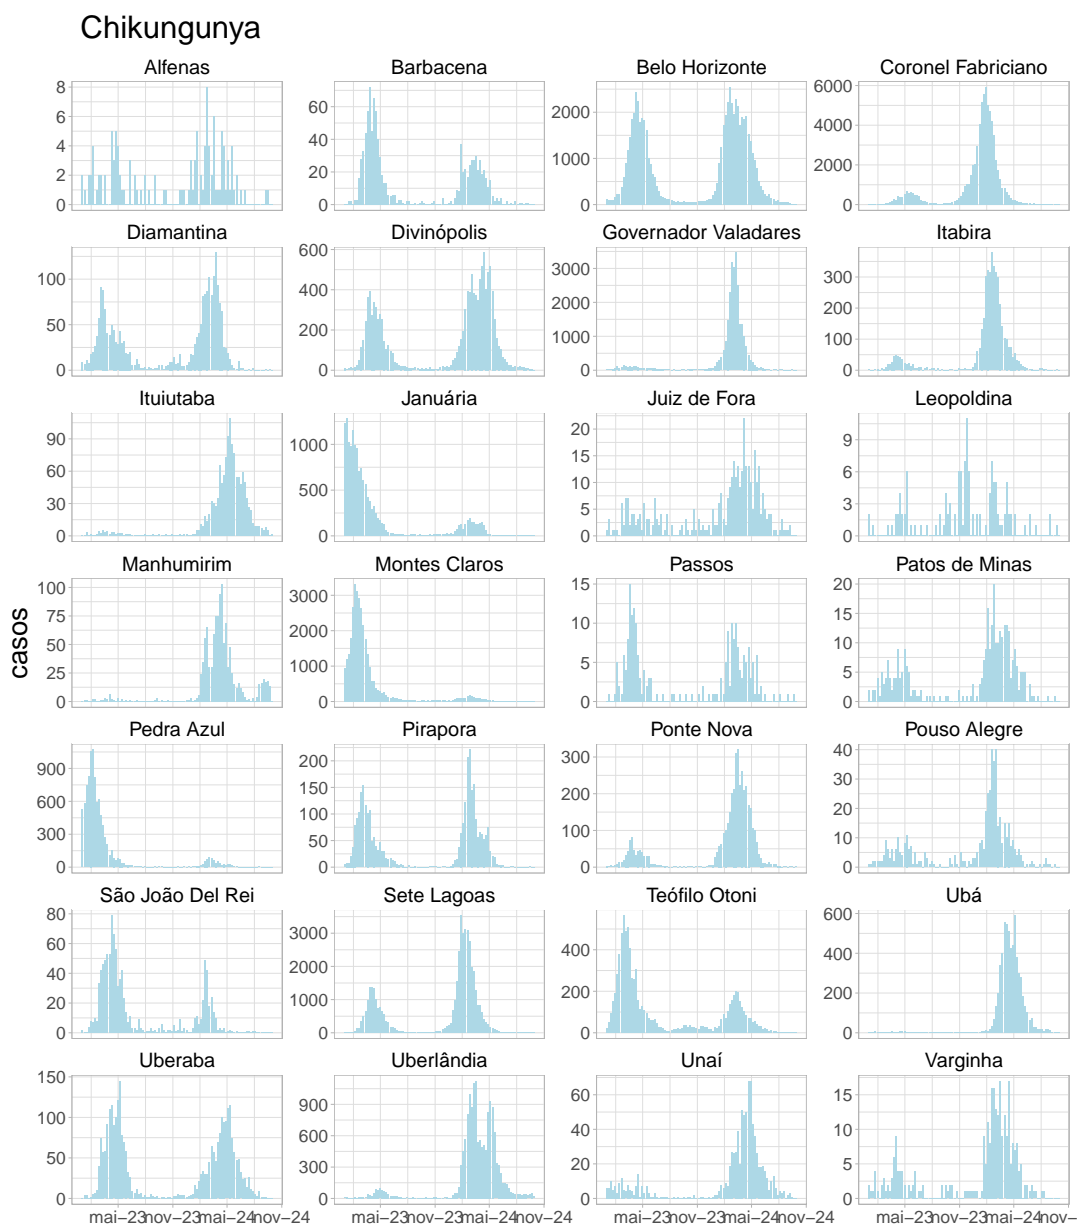 Chikungunya
Alfenas Barbacena Belo Horizonte Coronel Fabriciano
8 6 4 2 0
60 40 20 0
2000 1000 0
6000 4000 2000 0
Diamantina Divinópolis Governador Valadares Itabira
100 50 0
600 400 200 0
3000 2000 1000 0
300 200 100 0
Ituiutaba Januária Juiz de Fora Leopoldina
90 60 30 0
1000 500 0
20 15 10 5 0
9 6 3 0
Manhumirim Montes Claros Passos Patos de Minas
100 75 50 25 0
3000 2000 1000 0
15 10 5 0
20 15 10 5 0
casos
Pedra Azul Pirapora Ponte Nova Pouso Alegre
900 600 300 0
200 150 100 50 0
300 200 100 0
40 30 20 10 0
São João Del Rei Sete Lagoas Teófilo Otoni Ubá
80 60 40 20 0
3000 2000 1000 0
400 200 0
600 400 200 0
Uberaba Uberlândia Unaí Varginha
150 100 50 0
900 600 300 0
60 40 20 0
15 10 5 0
mai–23 nov–23 mai–24 nov–24 mai–23 nov–23 mai–24 nov–24 mai–23 nov–23 mai–24 nov–24 mai–23 nov–23 mai–24 nov–